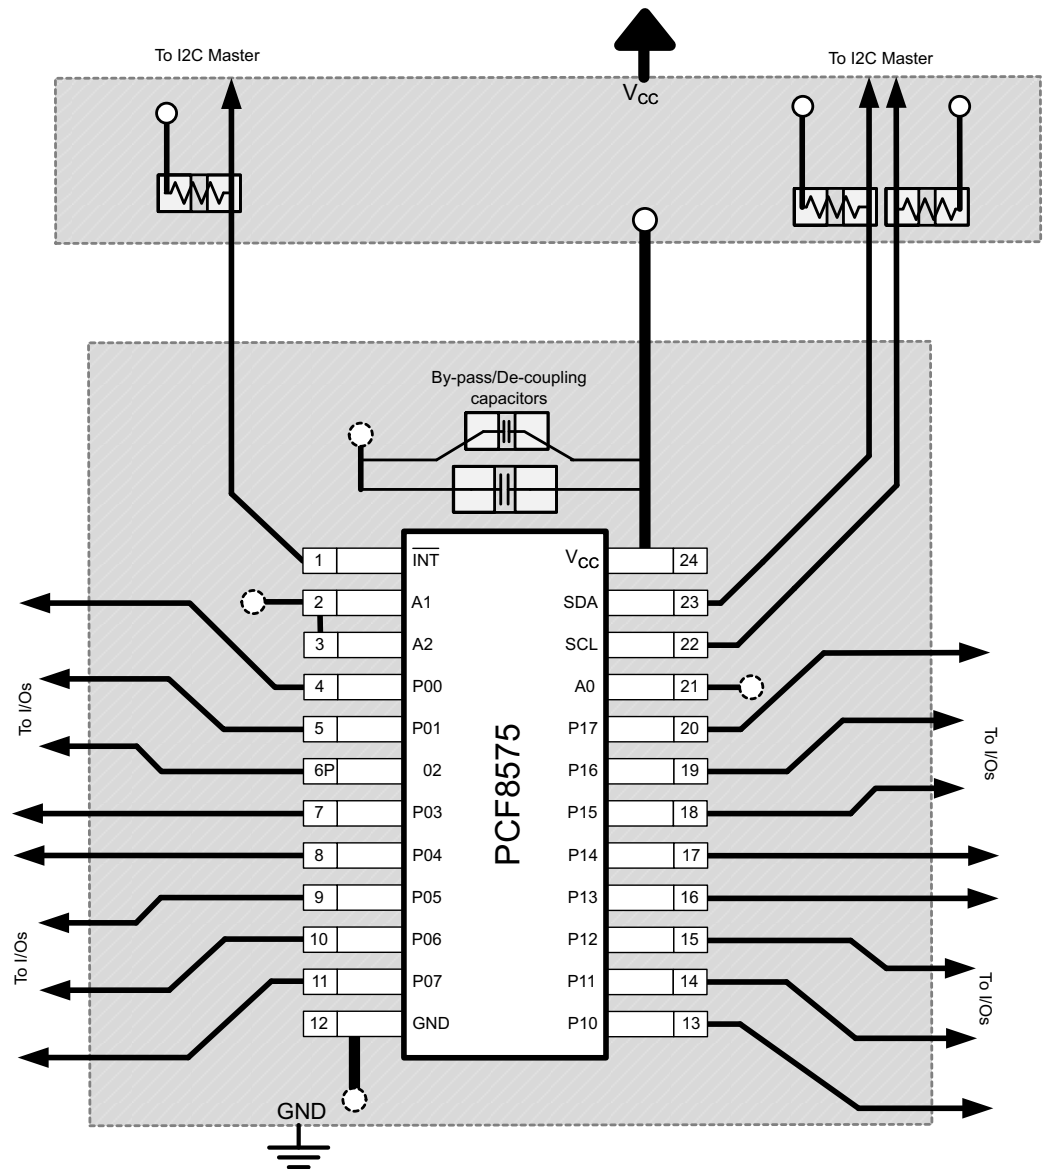 To I2C Master
VCC
To I2C Master
By-pass/De-coupling
capacitors
1 INT
2 A1
3 A2
4 P00
5 P01
6P 02
7 P03
8 P04
9 P05
10 P06
11 P07
12 GND
PCF8575
VCC 24
SDA 23
SCL 22
A0 21
P17 20
P16 19
P15 18
P14 17
P13 16
P12 15
P11 14
P10 13
To I/Os
To I/Os
To I/Os
To I/Os
GND